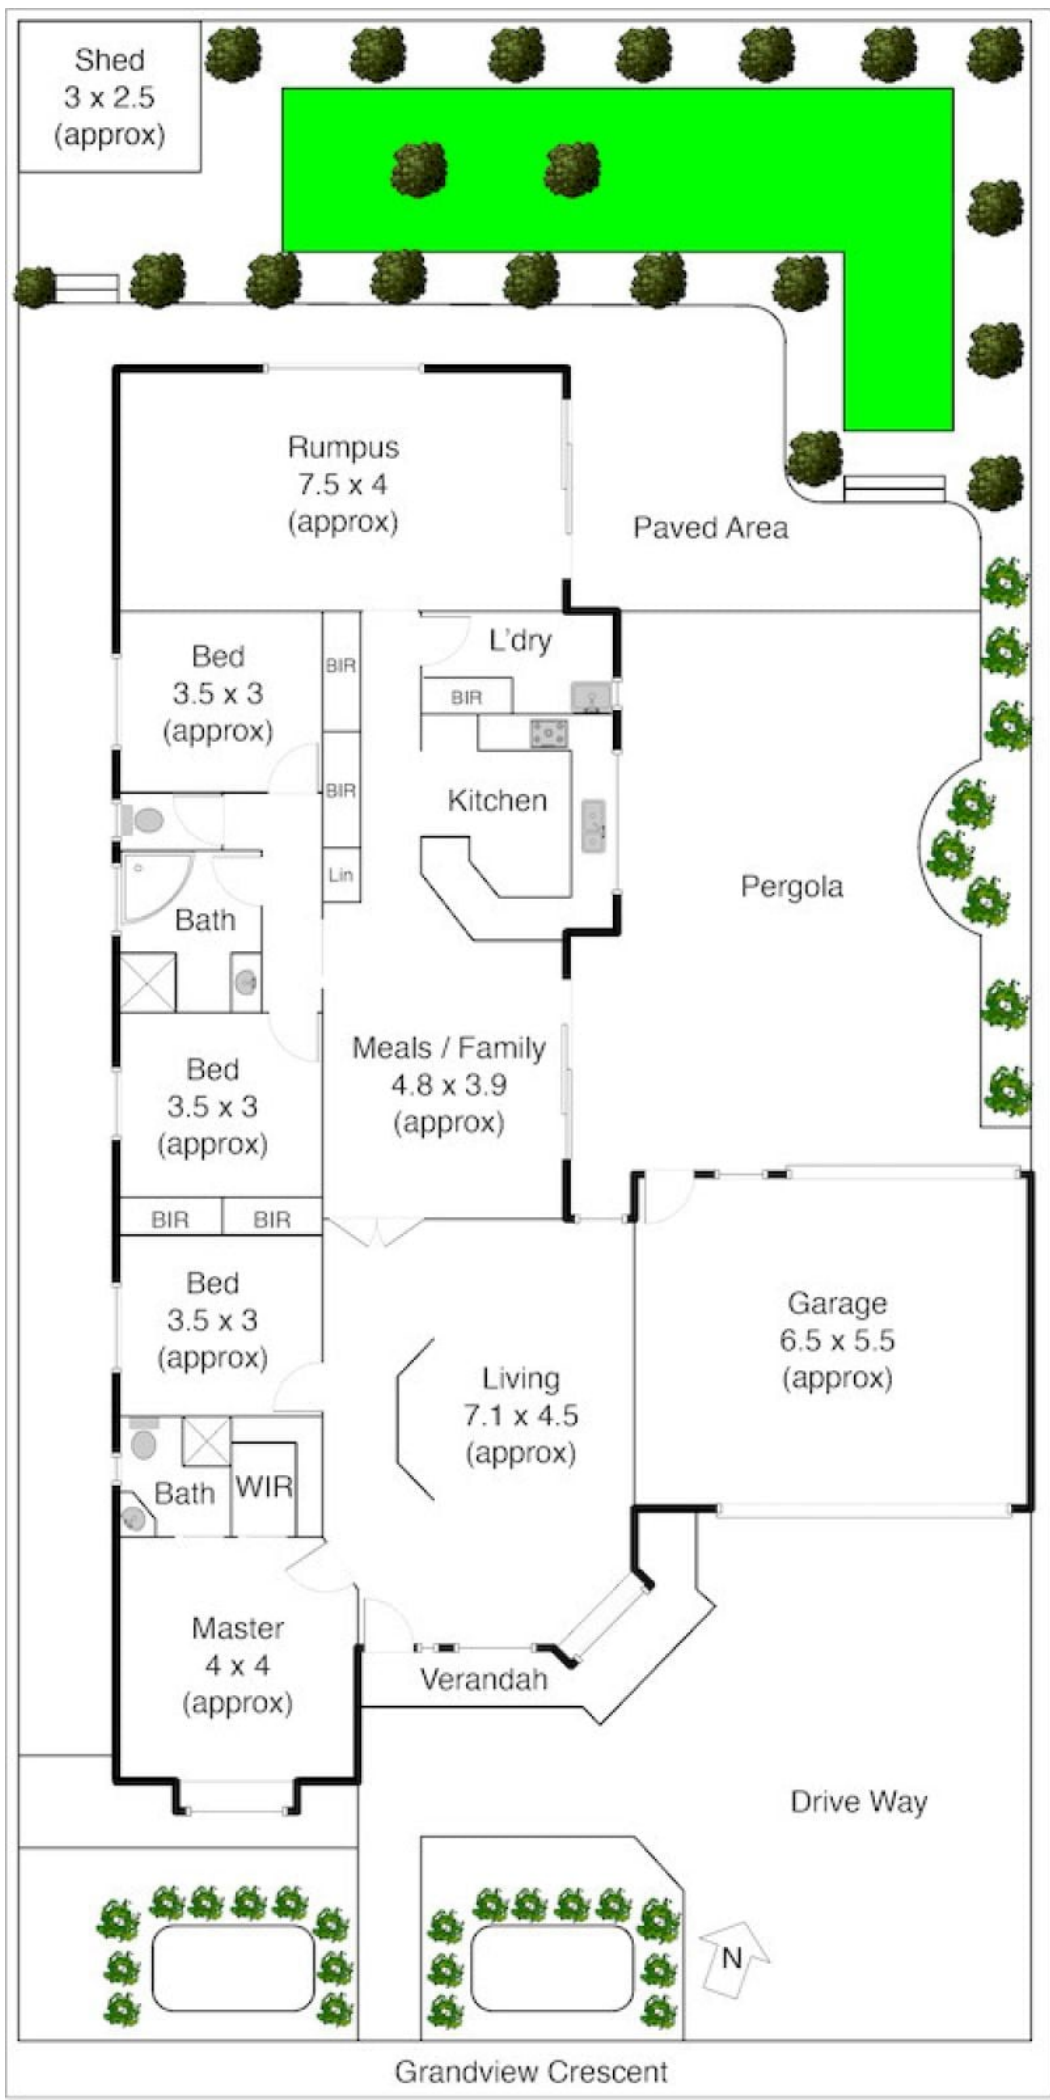 Shed
3 x 2.5
(approx)
Rumpus
7.5 x 4
(approx)
Paved Area
Bed
3.5 x 3
(approx)
BIR
L'dry
BIR
BIR
Kitchen
Lin
Bath
Pergola
Meals / Family
4.8 x 3.9
(approx)
Bed
3.5 x 3
(approx)
BIR
BIR
Bed
3.5 x 3
(approx)
Garage
6.5 x 5.5
(approx)
Living
7.1 x 4.5
(approx)
Bath
WIR
Master
4 x 4
(approx)
Verandah
Drive Way
N
Grandview Crescent